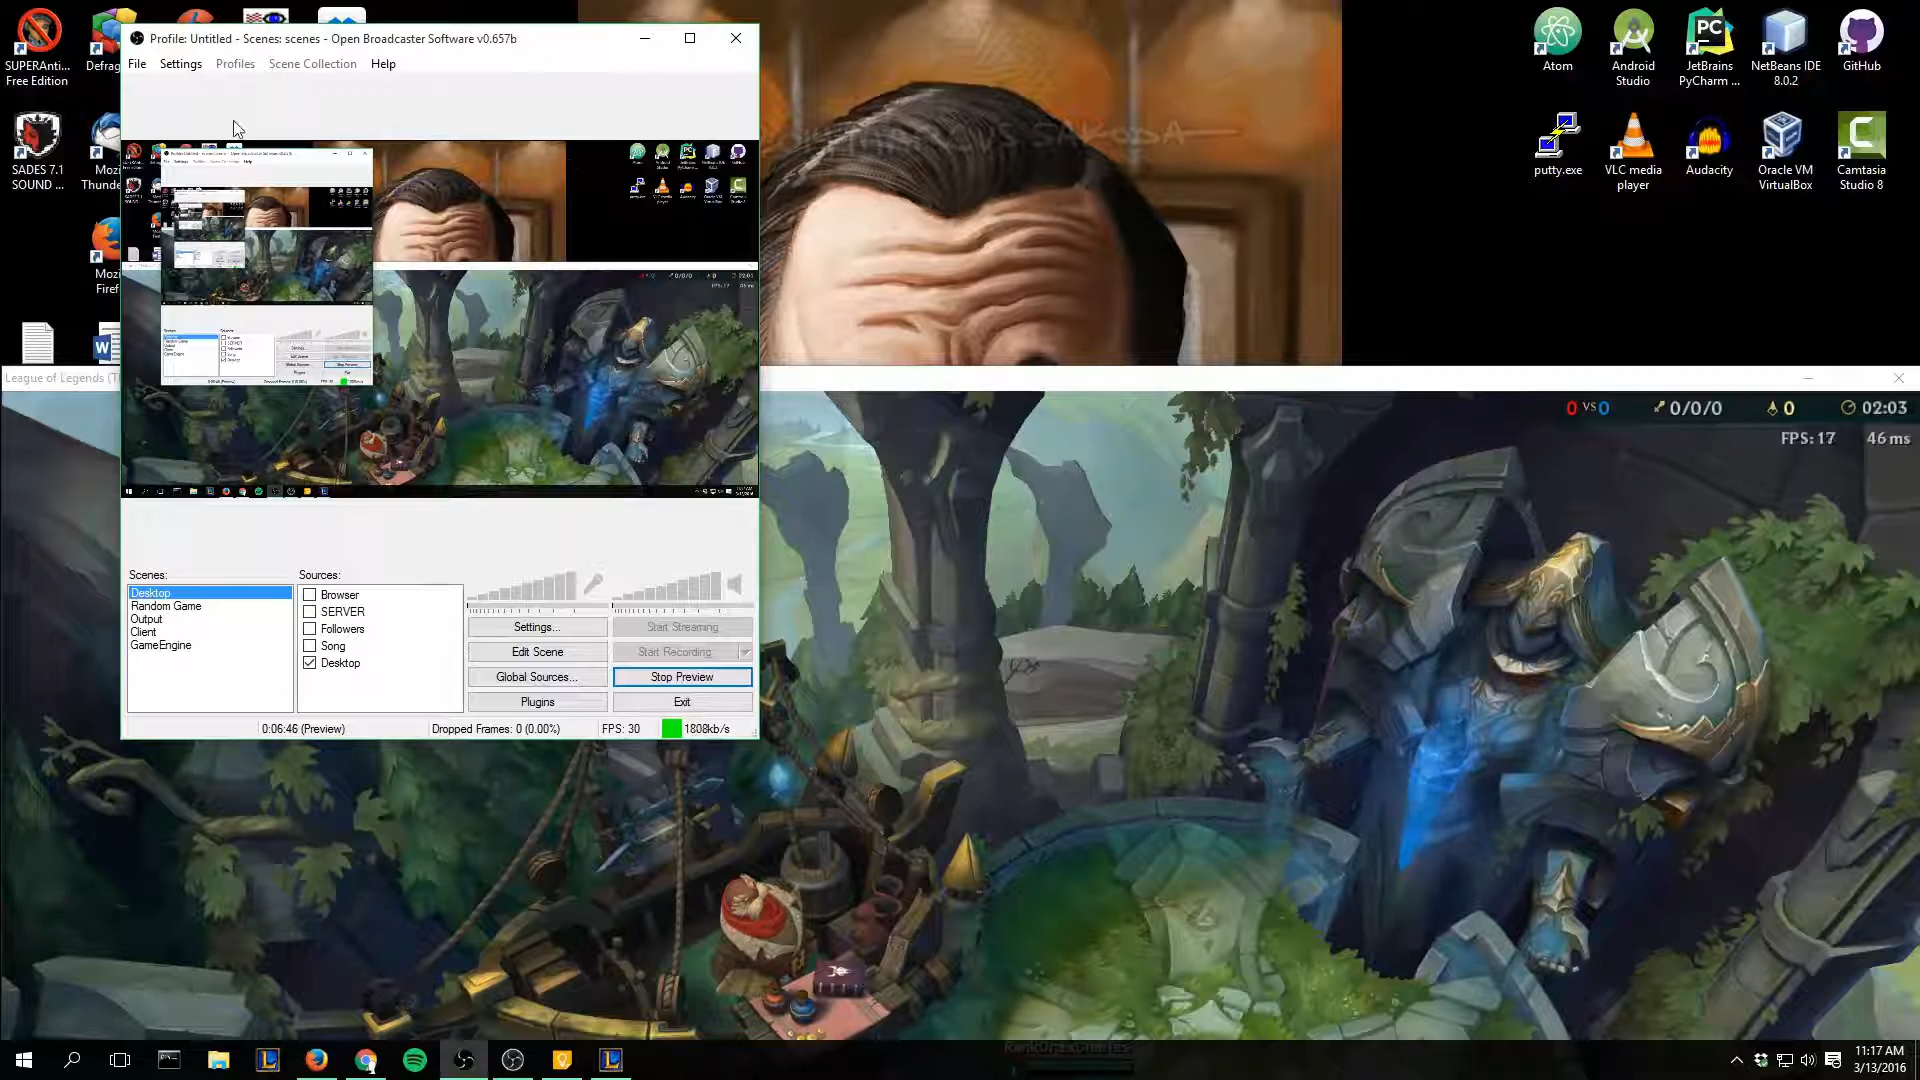 SUPERAnti...
Free Edition
Defrag
Profile: Untitled - Scenes: scenes - Open Broadcaster Software v0.657b
File Settings Profiles Scene Collection Help
SADES 7.1
SOUND ...
Mozi
Thund
Mozi
Firef
Atom
Android
Studio
JetBrains
PyCharm ...
NetBeans IDE
8.0.2
GitHub
putty.exe
VLC media
player
Audacity
Oracle VM
VirtualBox
Camtasia
Studio 8
SAKODA
League of Legends (T
0 VS 0
0/0/0
0
02:03
FPS: 17
46 ms
Scenes:
Desktop
Random Game
Output
Client
GameEngine
Sources:
Browser
SERVER
Followers
Song
Desktop
Settings...
Start Streaming
Edit Scene
Start Recording
Global Sources...
Stop Preview
Plugins
Exit
0:06:46 (Preview)
Dropped Frames: 0 (0.00%)
FPS: 30
1808kb/s
11:17 AM
3/13/2016